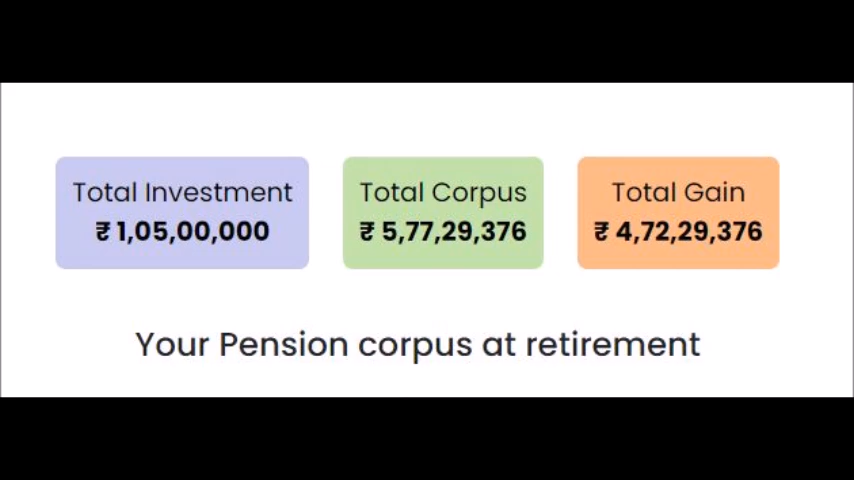 Total Investment
₹ 1,05,00,000
Total Corpus
₹ 5,77,29,376
Total Gain
₹ 4,72,29,376
Your Pension corpus at retirement